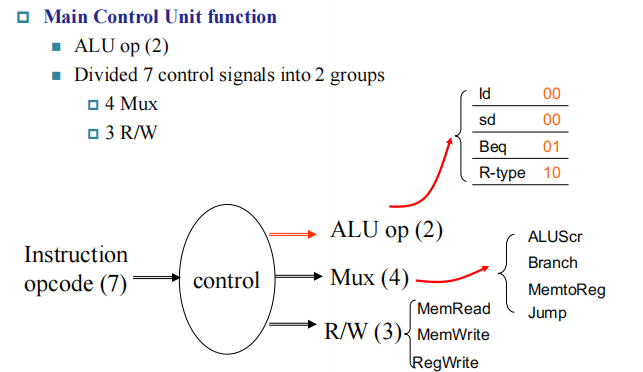 Main Control Unit function
ALU op (2)
Divided 7 control signals into 2 groups
4 Mux
3 R/W
ld 00
sd 00
Beq 01
R-type 10
Instruction
opcode (7)
control
ALU op (2)
Mux (4)
R/W (3)
ALUScr
Branch
MemtoReg
Jump
MemRead
MemWrite
RegWrite